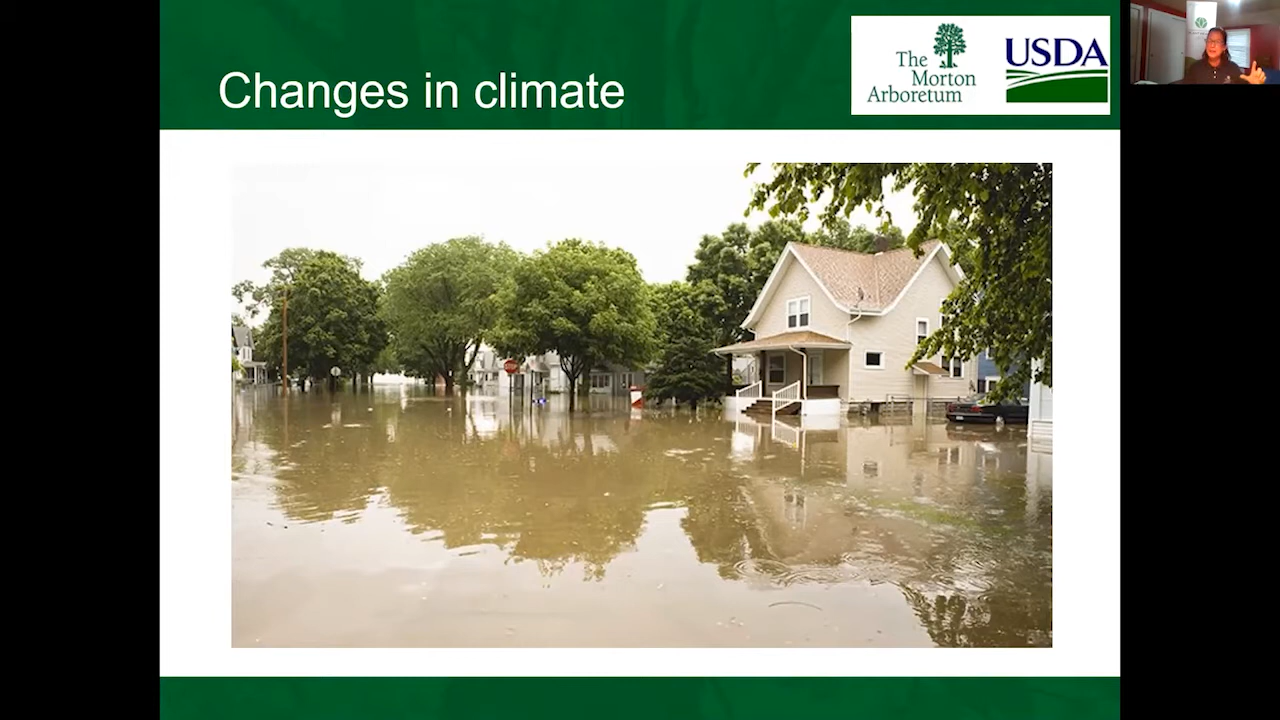 Changes in climate
The
Morton
Arboretum
USDA